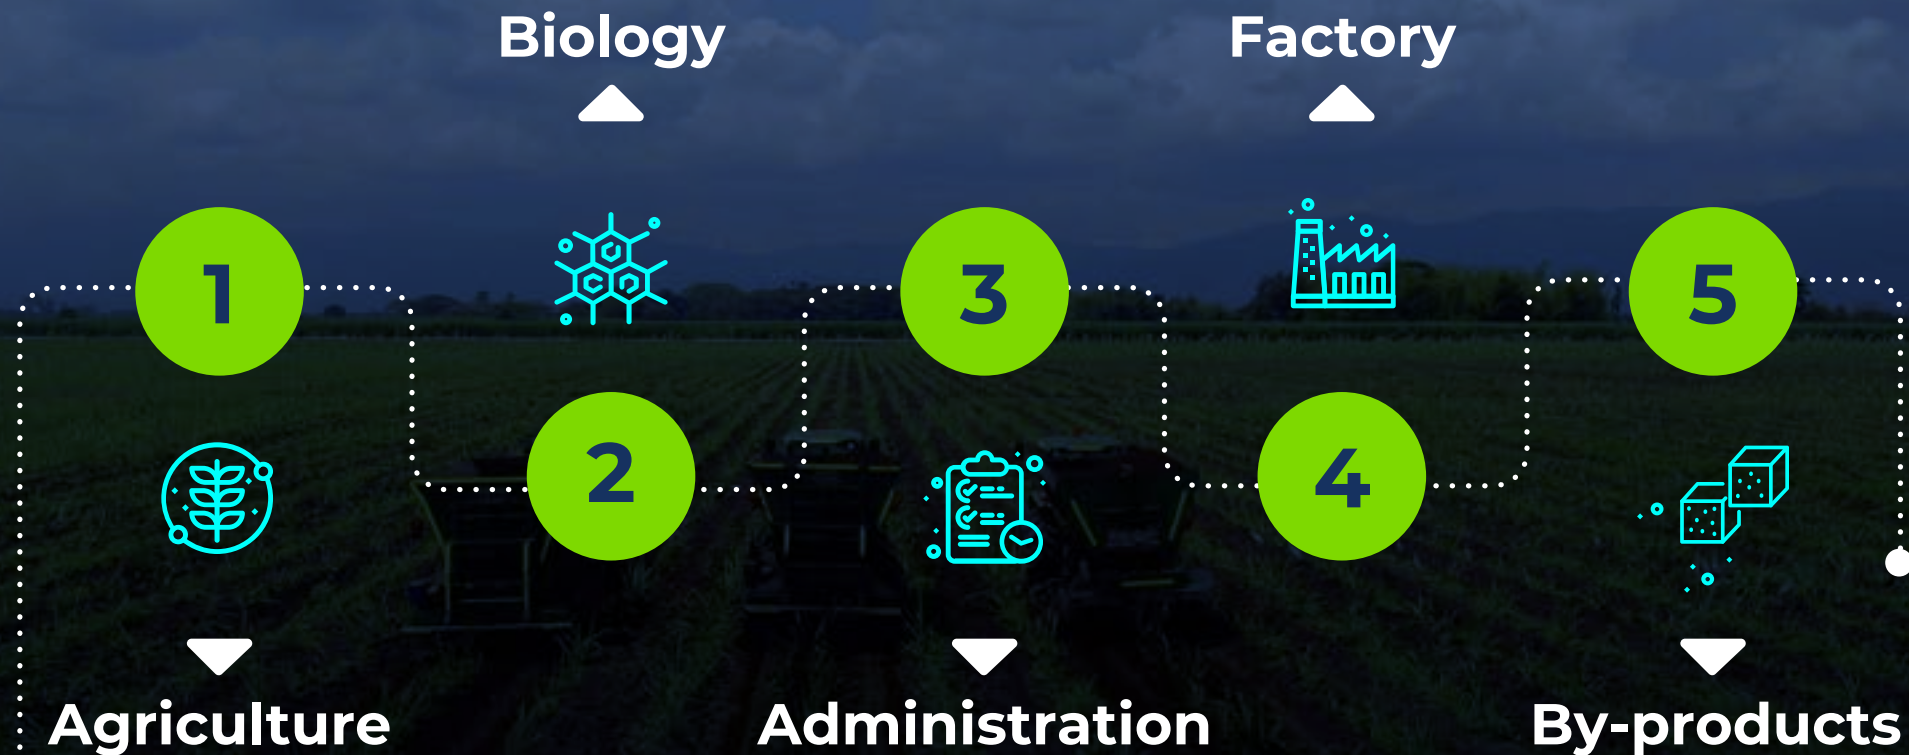 Biology
Factory
1
3
5
2
4
Agriculture
Administration
By-products